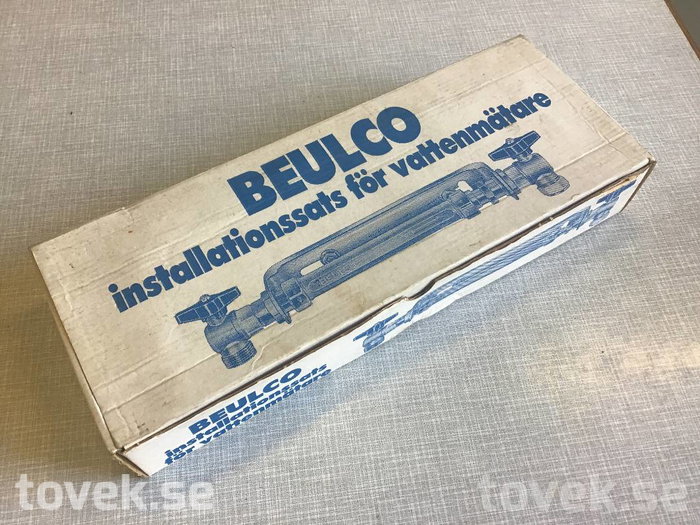 BEULCO
installationssats för vattenmätare
BEULCO
installationssats
för vattenmätare
tovek.se
tovek.se